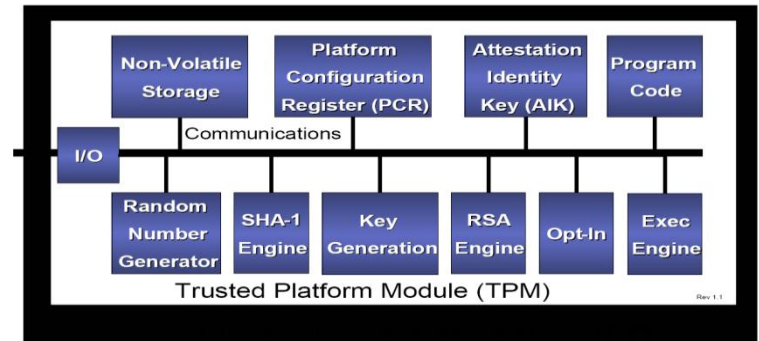 Non-Volatile
Storage
Platform
Configuration
Register (PCR)
Attestation
Identity
Key (AIK)
Program
Code
Communications
I/O
Random
Number
Generator
SHA-1
Engine
Key
Generation
RSA
Engine
Opt-In
Exec
Engine
Trusted Platform Module (TPM)
Rev 1.1